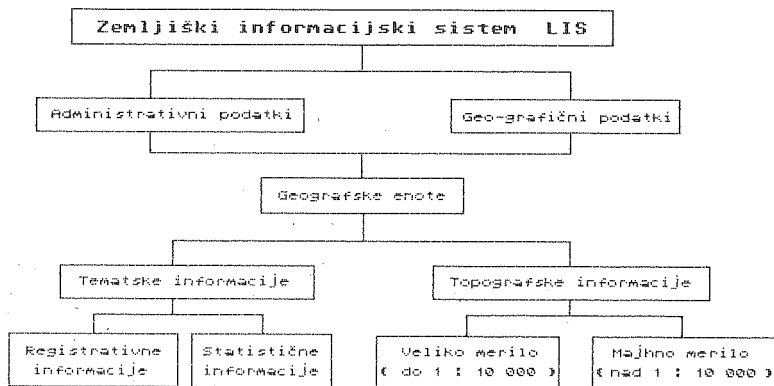 Zemljiški informacijski sistem LIS
Administrativni podatki
Geo-grafični podatki
Geografske enote
Tematske informacije
Topografske informacije
Registrativne
informacije
Statistične
informacije
Veliko merilo
( do 1 : 10 000 )
Majhno merilo
( nad 1 : 10 000 )